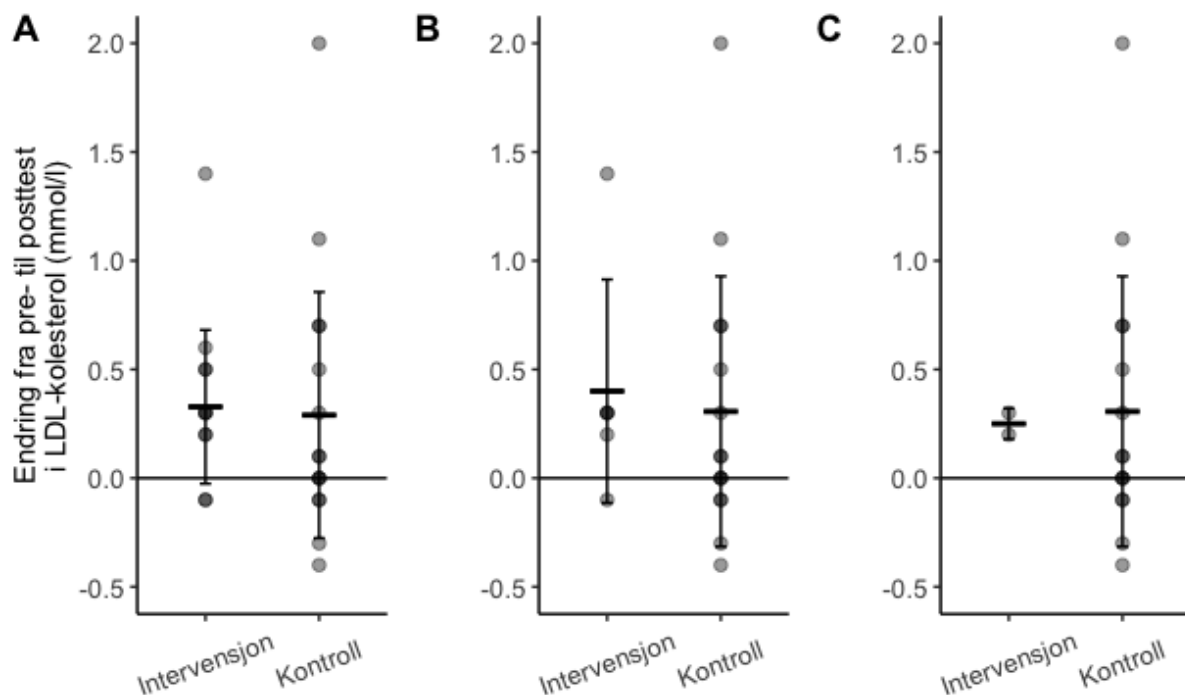 A
B
C
Endring fra pre- til posttest
i LDL-kolesterol (mmol/l)
2.0
1.5
1.0
0.5
0.0
-0.5
Intervensjon
Kontroll
2.0
1.5
1.0
0.5
0.0
-0.5
Intervensjon
Kontroll
2.0
1.5
1.0
0.5
0.0
-0.5
Intervensjon
Kontroll